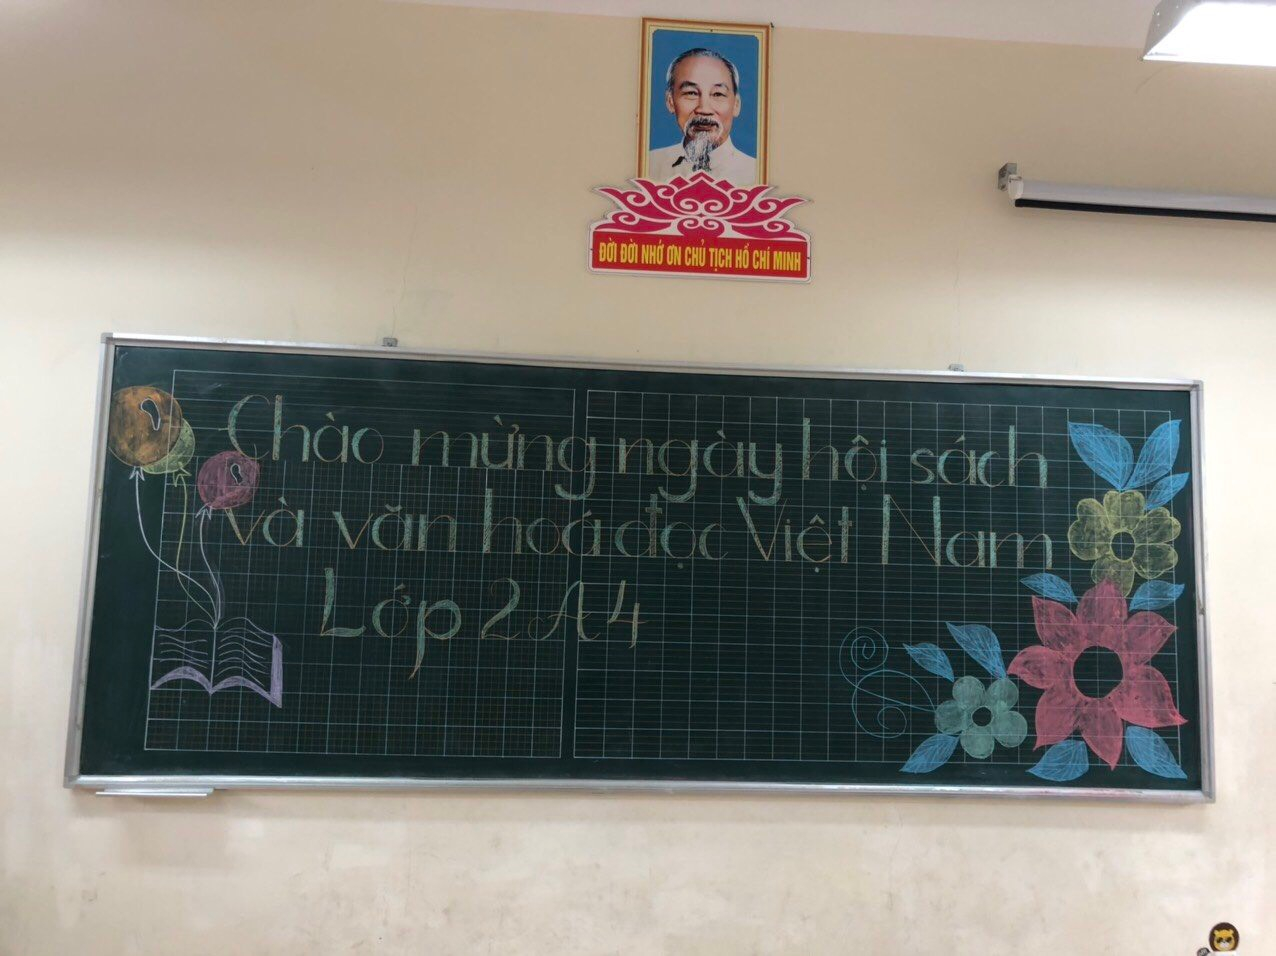 ĐỜI ĐỜI NHỚ ƠN CHỦ TỊCH HỒ CHÍ MINH
Chào mừng ngày hội sách
và văn hoá đọc Việt Nam
Lớp 2A4